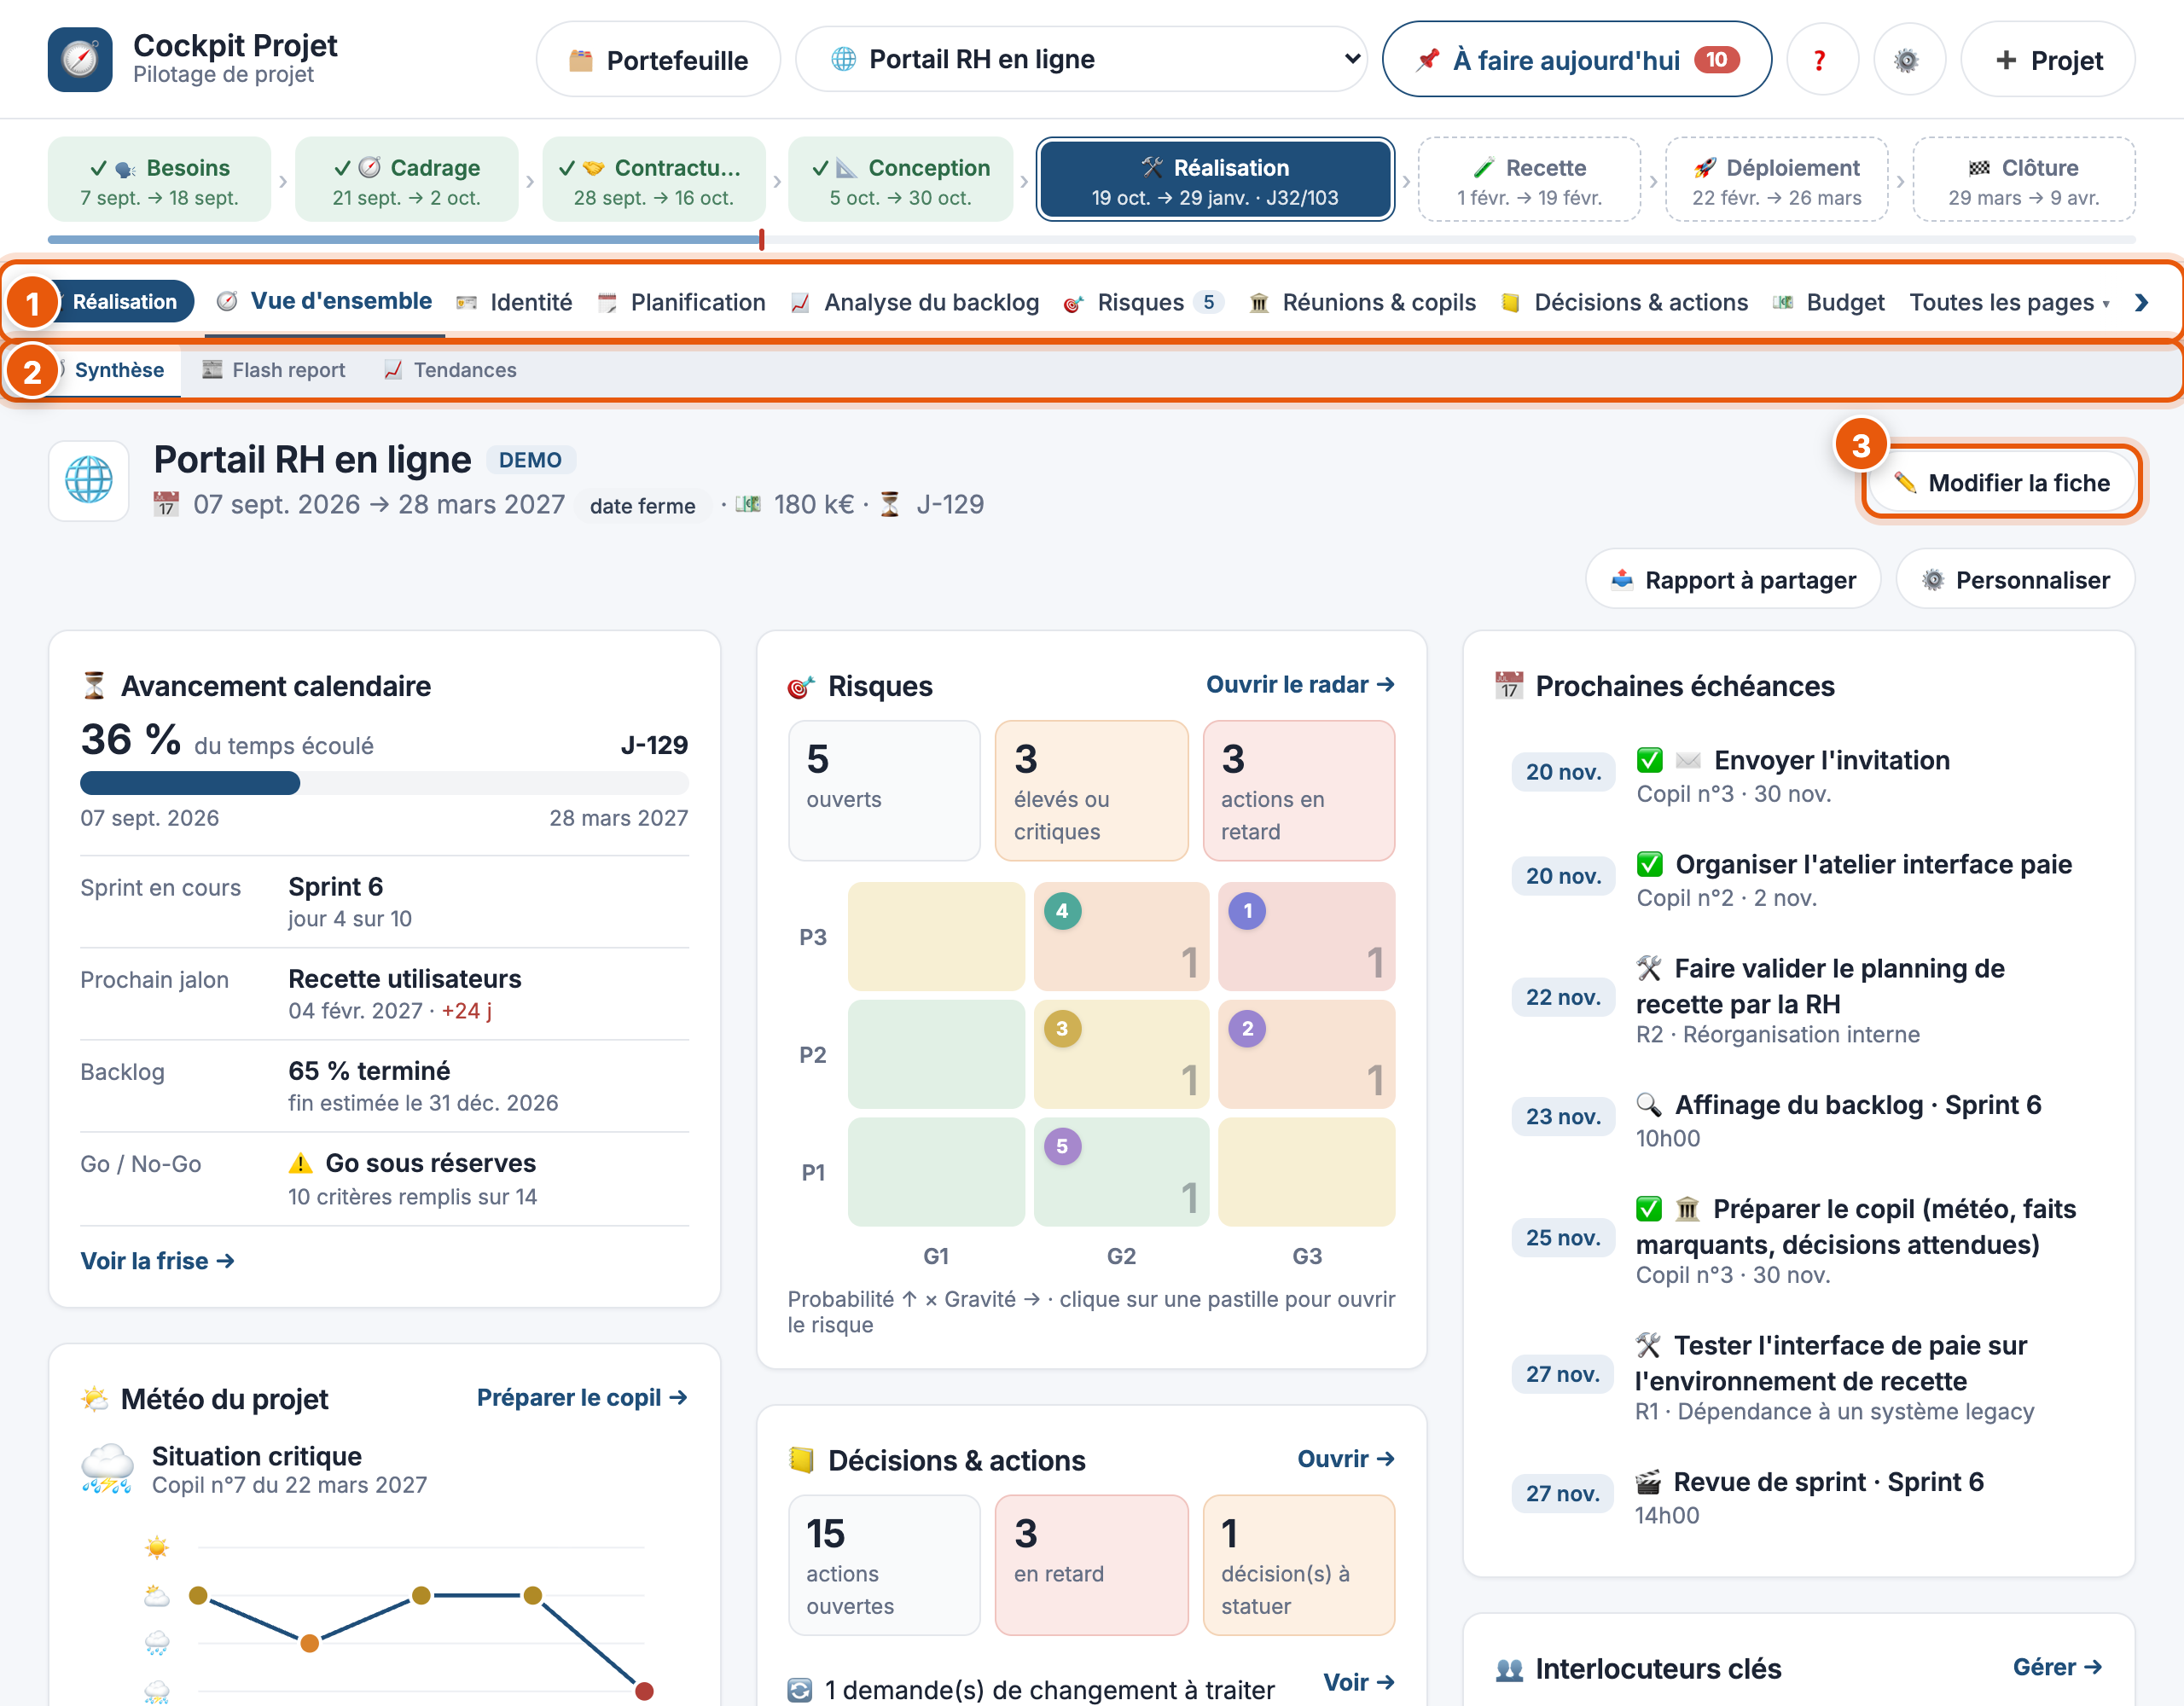 Cockpit Projet
Pilotage de projet
Portefeuille
Portail RH en ligne
À faire aujourd'hui 10
?
+ Projet
✓ Besoins
7 sept. → 18 sept.
✓ Cadrage
21 sept. → 2 oct.
✓ Contractu...
28 sept. → 16 oct.
✓ Conception
5 oct. → 30 oct.
Réalisation
19 oct. → 29 janv. · J32/103
Recette
1 févr. → 19 févr.
Déploiement
22 févr. → 26 mars
Clôture
29 mars → 9 avr.
1 Réalisation Vue d'ensemble Identité Planification Analyse du backlog Risques 5 Réunions & copils Décisions & actions Budget Toutes les pages ▾ ›
2 Synthèse Flash report Tendances
Portail RH en ligne DEMO
07 sept. 2026 → 28 mars 2027 date ferme · 180 k€ · J-129
3
Modifier la fiche
Rapport à partager
Personnaliser
Avancement calendaire
36 % du temps écoulé J-129
07 sept. 2026 28 mars 2027
Sprint en cours Sprint 6
jour 4 sur 10
Prochain jalon Recette utilisateurs
04 févr. 2027 · +24 j
Backlog 65 % terminé
fin estimée le 31 déc. 2026
Go / No-Go Go sous réserves
10 critères remplis sur 14
Voir la frise →
Météo du projet Préparer le copil →
Situation critique
Copil n°7 du 22 mars 2027
Risques Ouvrir le radar →
5
ouverts
3
élevés ou
critiques
3
actions en
retard
P3 4 1 1 1
P2 3 1 2 1
P1 5 1
G1 G2 G3
Probabilité ↑ × Gravité → · clique sur une pastille pour ouvrir
le risque
Décisions & actions Ouvrir →
15
actions
ouvertes
3
en retard
1
décision(s) à
statuer
1 demande(s) de changement à traiter Voir →
17 Prochaines échéances
20 nov. Envoyer l'invitation
Copil n°3 · 30 nov.
20 nov. Organiser l'atelier interface paie
Copil n°2 · 2 nov.
22 nov. Faire valider le planning de
recette par la RH
R2 · Réorganisation interne
23 nov. Affinage du backlog · Sprint 6
10h00
25 nov. Préparer le copil (météo, faits
marquants, décisions attendues)
Copil n°3 · 30 nov.
27 nov. Tester l'interface de paie sur
l'environnement de recette
R1 · Dépendance à un système legacy
27 nov. Revue de sprint · Sprint 6
14h00
Interlocuteurs clés Gérer →